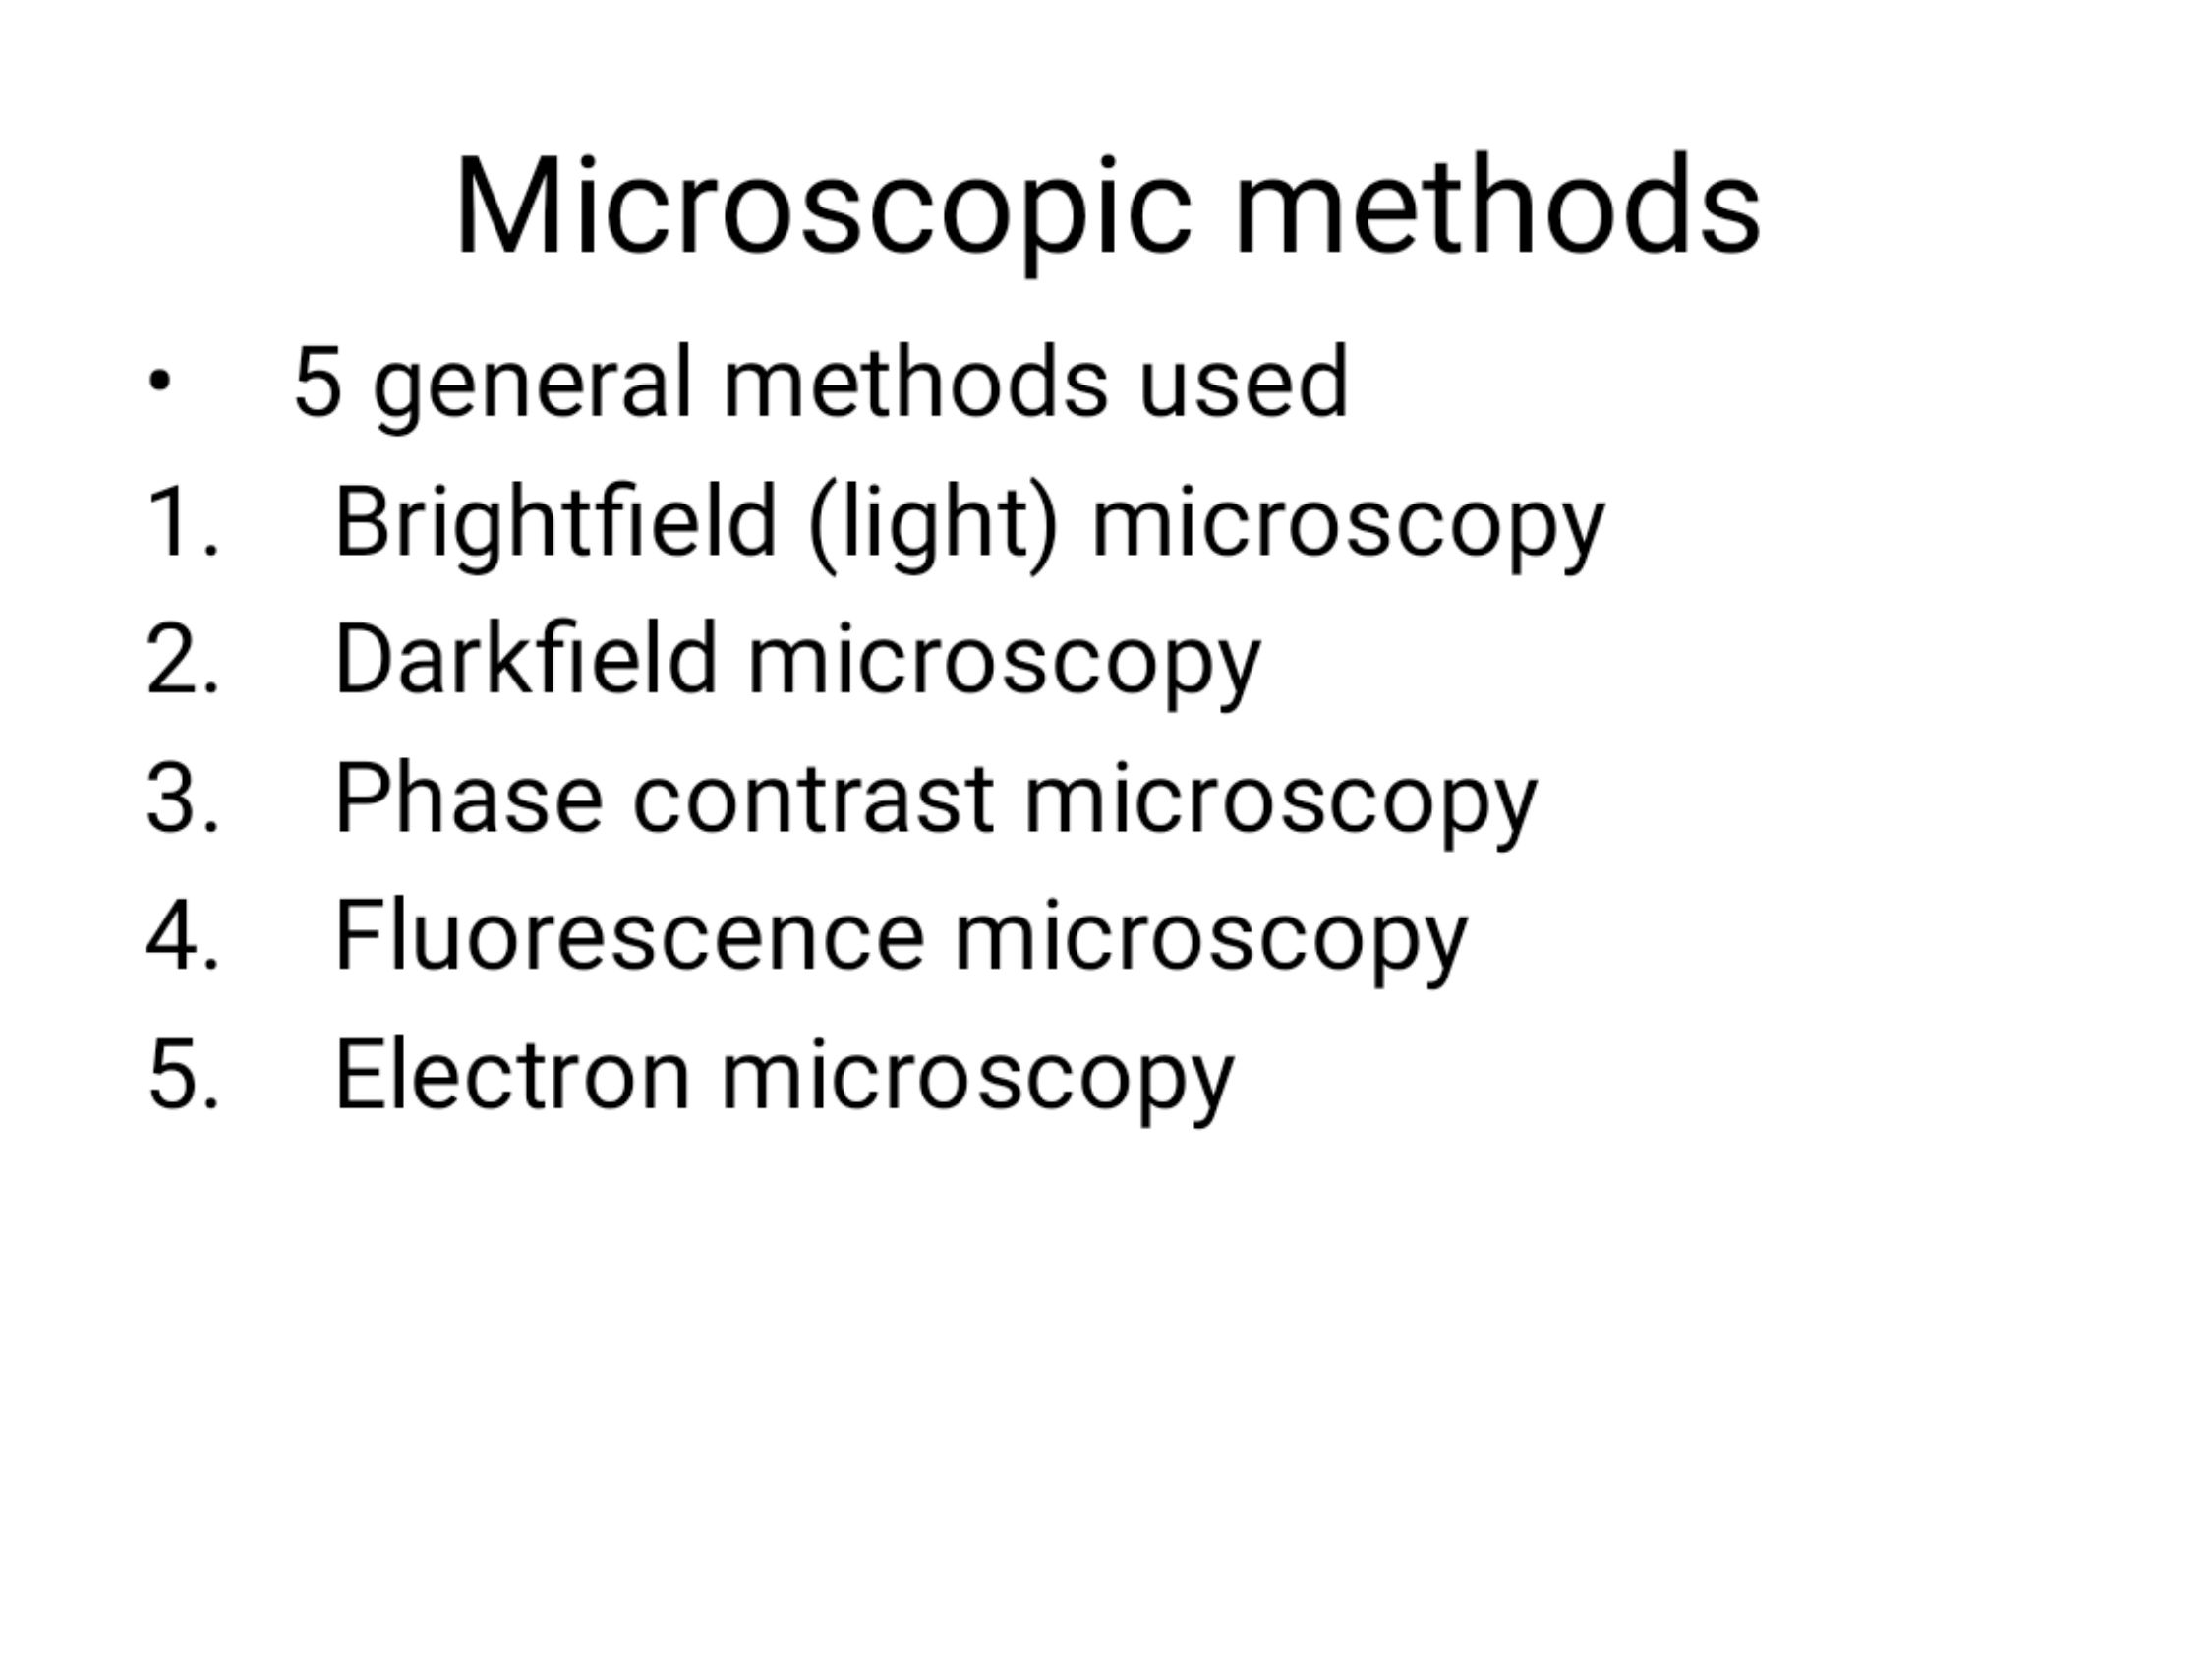 Microscopic methods
• 5 general methods used
1. Brightfield (light) microscopy
2. Darkfield microscopy
3. Phase contrast microscopy
4. Fluorescence microscopy
5. Electron microscopy